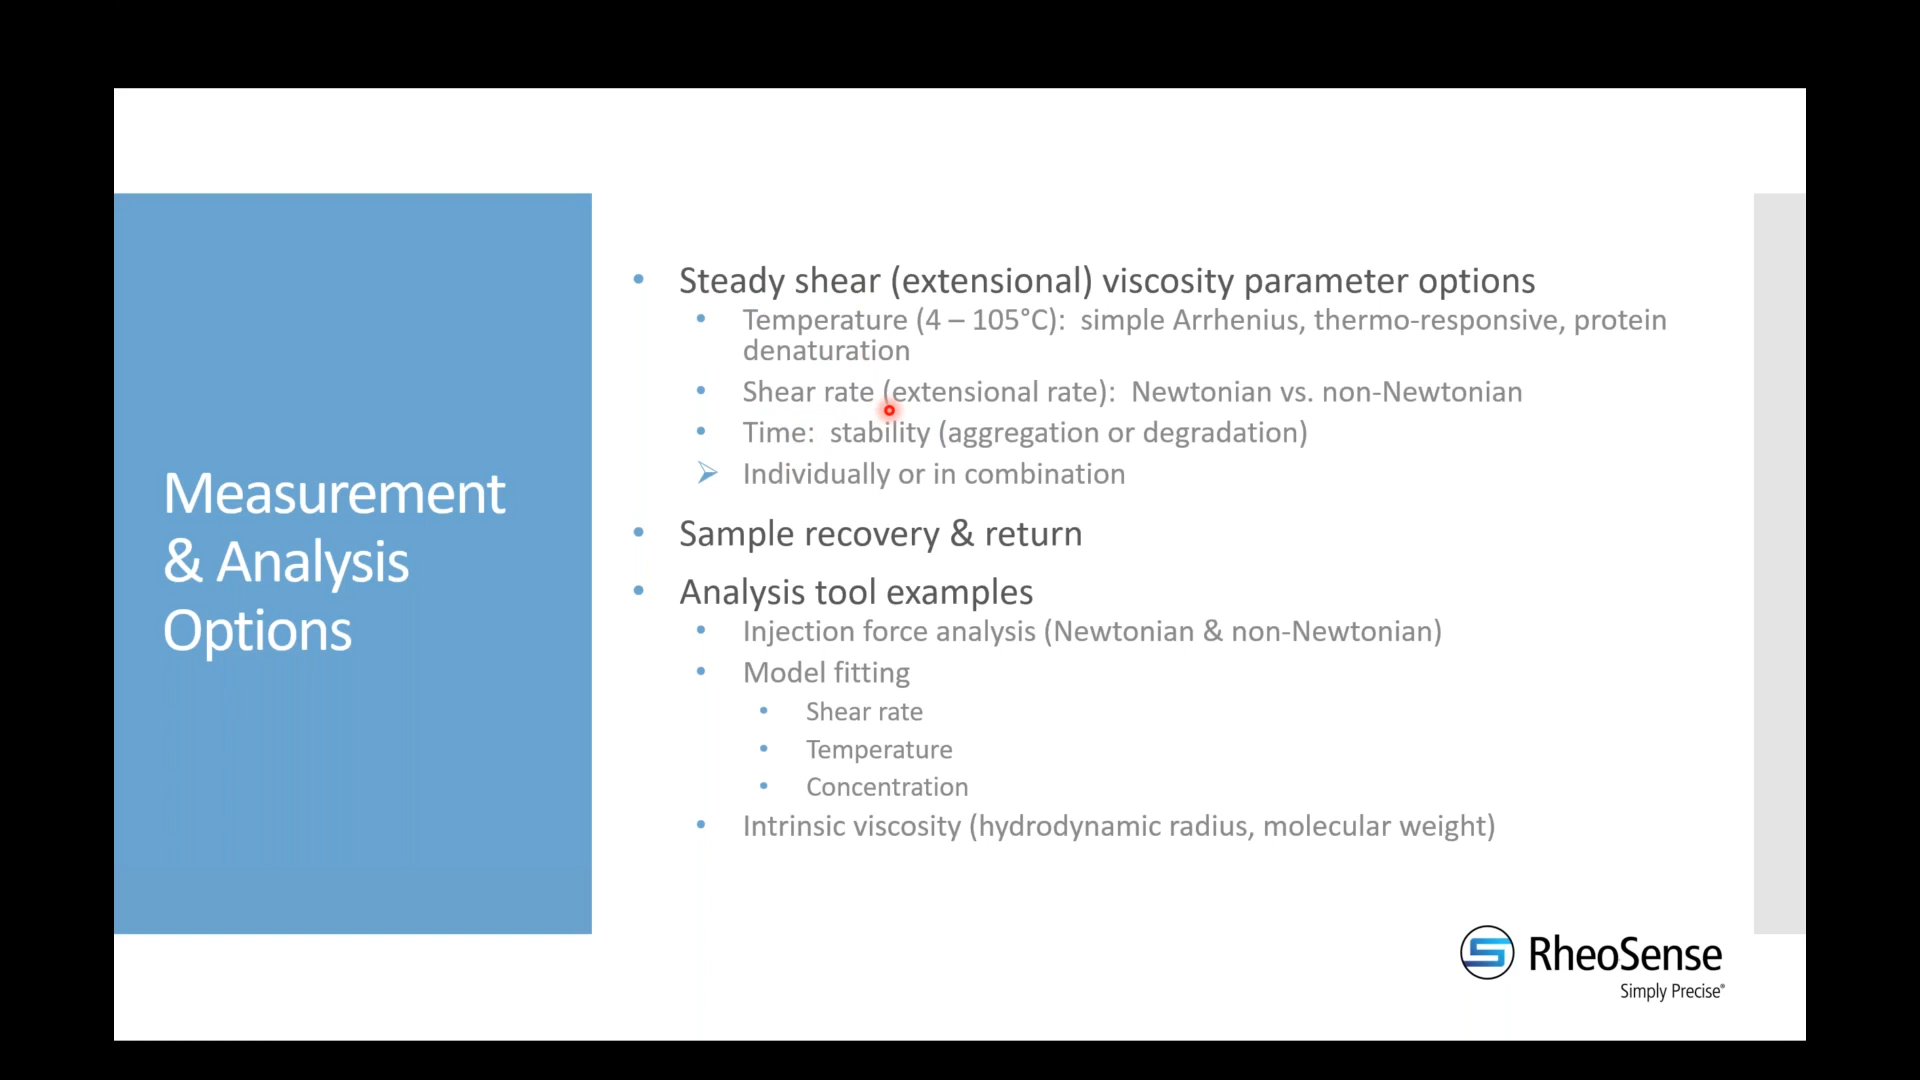 Measurement
& Analysis
Options
• Steady shear (extensional) viscosity parameter options
• Temperature (4 – 105°C):  simple Arrhenius, thermo-responsive, protein
denaturation
• Shear rate (extensional rate):  Newtonian vs. non-Newtonian
• Time:  stability (aggregation or degradation)
➢ Individually or in combination
• Sample recovery & return
• Analysis tool examples
• Injection force analysis (Newtonian & non-Newtonian)
• Model fitting
• Shear rate
• Temperature
• Concentration
• Intrinsic viscosity (hydrodynamic radius, molecular weight)
RheoSense
Simply Precise®